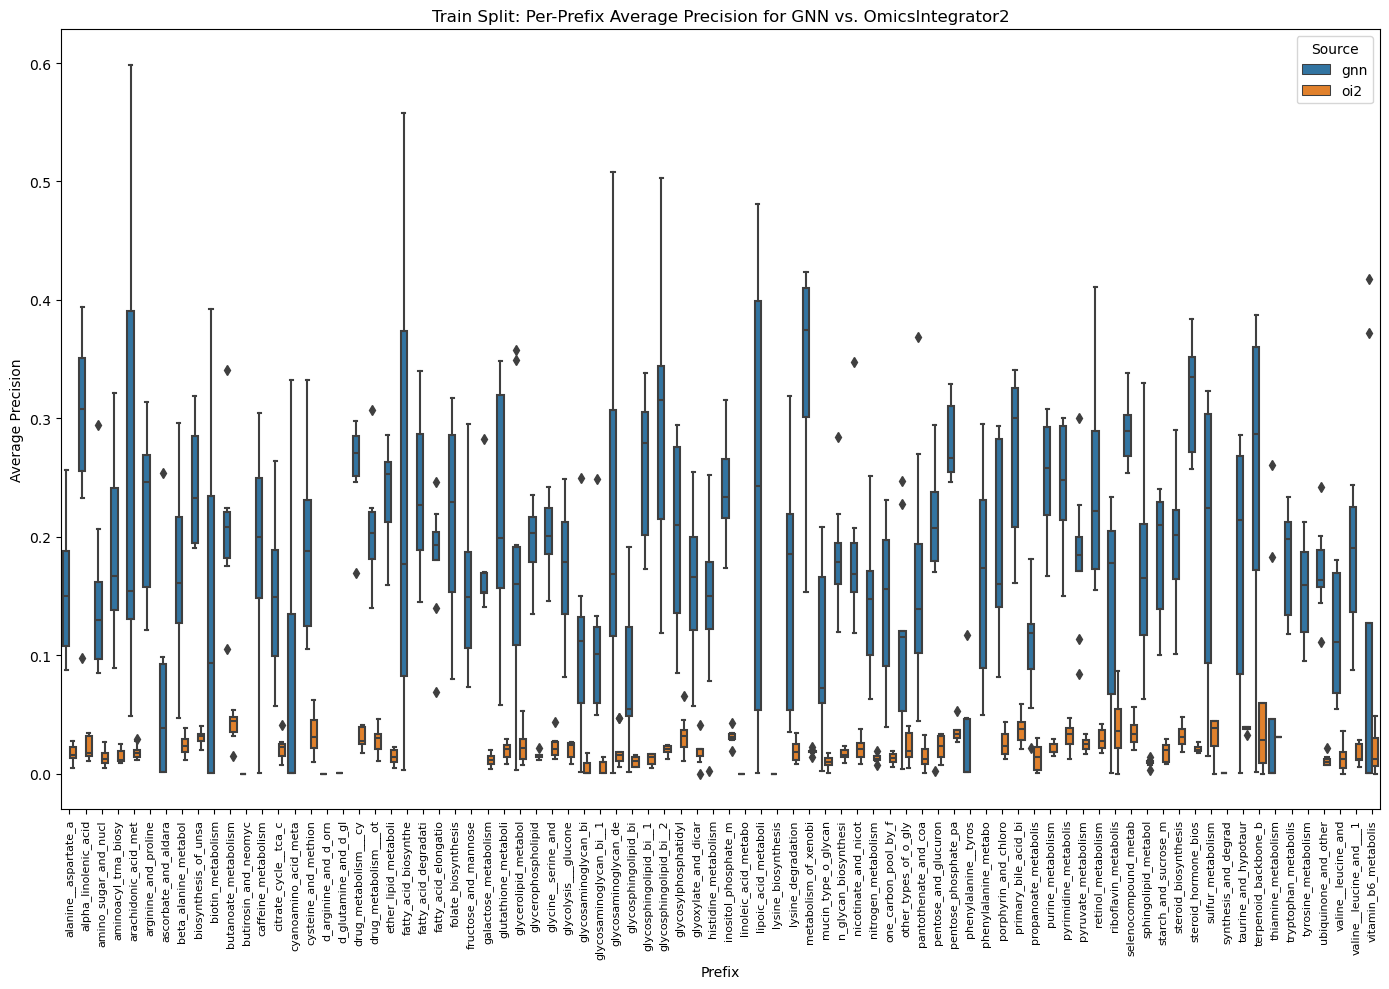 Train Split: Per-Prefix Average Precision for GNN vs. OmicsIntegrator2
Source
gnn
oi2
Average Precision
0.6
0.5
0.4
0.3
0.2
0.1
0.0
alanine__aspartate_a
alpha_linolenic_acid
amino_sugar_and_nucl
aminoacyl_trna_biosy
arachidonic_acid_met
arginine_and_proline
ascorbate_and_aldara
beta_alanine_metabol
biosynthesis_of_unsa
biotin_metabolism
butanoate_metabolism
butirosin_and_neomyc
caffeine_metabolism
citrate_cycle__tca_c
cyanoamino_acid_meta
cysteine_and_methion
d_arginine_and_d_orn
d_glutamine_and_d_gl
drug_metabolism___cy
drug_metabolism__ot
ether_lipid_metaboli
fatty_acid_biosynthe
fatty_acid_degradati
fatty_acid_elongatio
folate_biosynthesis
fructose_and_mannose
galactose_metabolism
glutathione_metaboli
glycerolipid_metabol
glycerophospholipid
glycine__serine_and
glycolysis___glucone
glycosaminoglycan_bi
glycosaminoglycan_bi_1
glycosaminoglycan_de
glycosphingolipid_bi
glycosphingolipid_bi__1
glycosphingolipid_bi__2
glycosylphosphatidyl
glyoxylate_and_dicar
histidine_metabolism
inositol_phosphate_m
linoleic_acid_metabo
lipoic_acid_metaboli
lysine_biosynthesis
lysine_degradation
metabolism_of_xenobi
mucin_type_o_glycan
n_glycan_biosynthesi
nicotinate_and_nicot
nitrogen_metabolism
one_carbon_pool_by_f
other_types_of_o_gly
pantothenate_and_coa
pentose_and_glucuron
pentose_phosphate_pa
phenylalanine__tyros
phenylalanine_metabo
porphyrin_and_chloro
primary_bile_acid_bi
propanoate_metabolis
purine_metabolism
pyrimidine_metabolis
pyruvate_metabolism
retinol_metabolism
riboflavin_metabolis
selenocompound_metab
sphingolipid_metabol
starch_and_sucrose_m
steroid_biosynthesis
steroid_hormone_bios
sulfur_metabolism
synthesis_and_degrad
taurine_and_hypotaur
terpenoid_backbone_b
thiamine_metabolism
tryptophan_metabolis
tyrosine_metabolism
ubiquinone_and_other
valine__leucine_and
valine__leucine_and__1
vitamin_b6_metabolis
Prefix